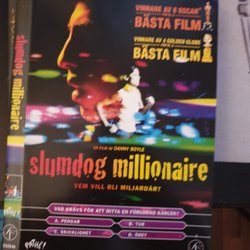 slumdog millionaire
VINNARE AV 8 OSCAR
BÄSTA FILM
VINNARE AV 4 GOLDEN GLOBE
BÄSTA FILM
EN FILM AV DANNY BOYLE
slumdog millionaire
VEM VILL BLI MILJARDÄR?
VAD KRÄVS FÖR ATT HITTA EN FÖRLORAD KÄRLEK?
A. PENGAR
B. TUR
C. SKICKLIGHET
D. ÖDET
PATHE!